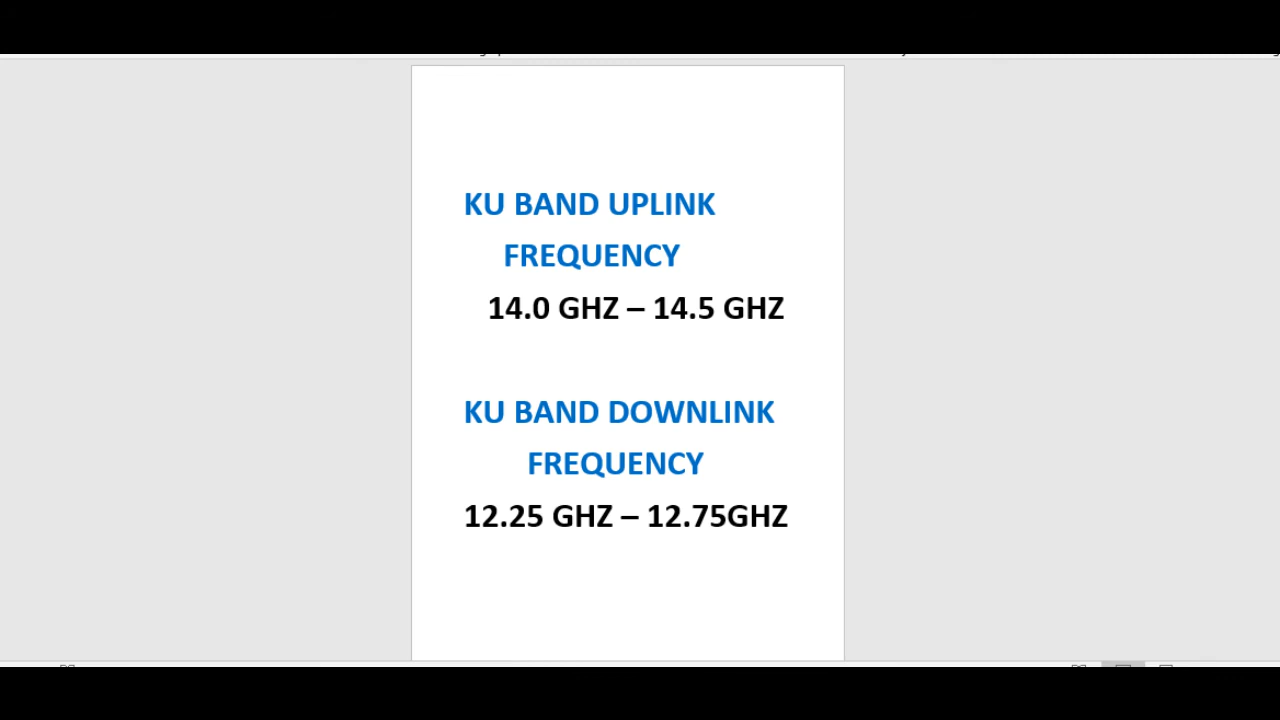 KU BAND UPLINK
FREQUENCY
14.0 GHZ – 14.5 GHZ
KU BAND DOWNLINK
FREQUENCY
12.25 GHZ – 12.75GHZ